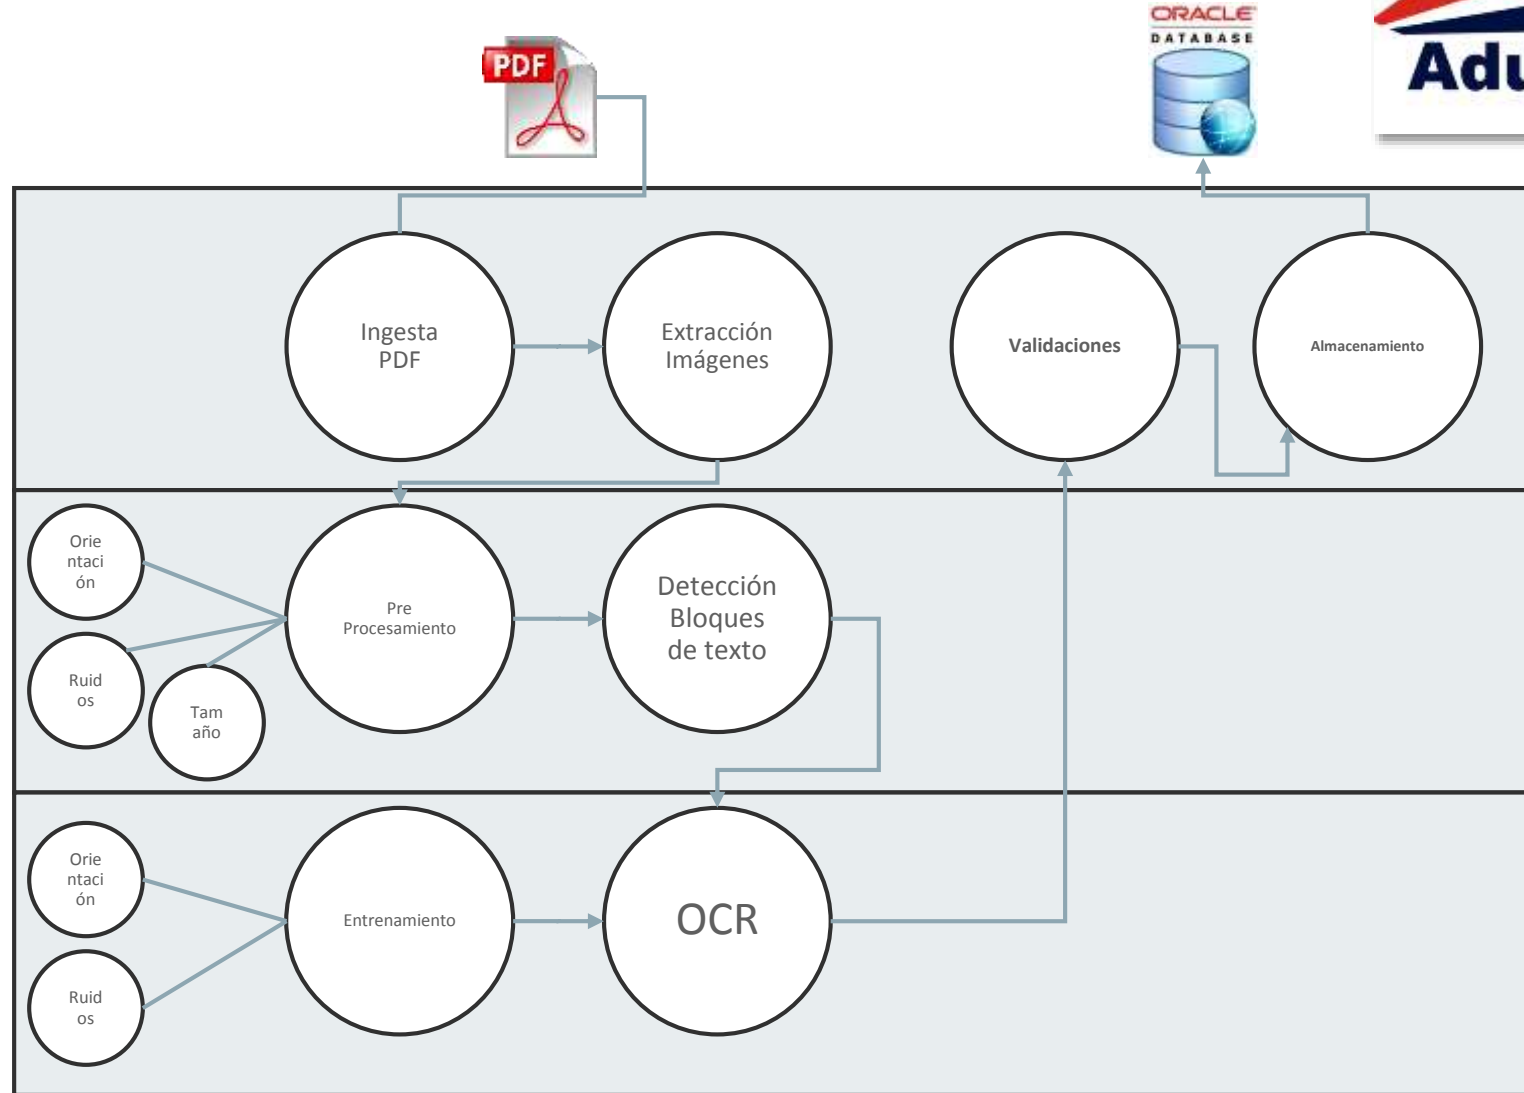 ORACLE
DATABASE
PDF
Adu
Ingesta
PDF
Extracción
Imágenes
Validaciones
Almacenamiento
Orie
ntaci
ón
Pre
Procesamiento
Detección
Bloques
de texto
Ruid
os
Tam
año
Orie
ntaci
ón
Entrenamiento
OCR
Ruid
os